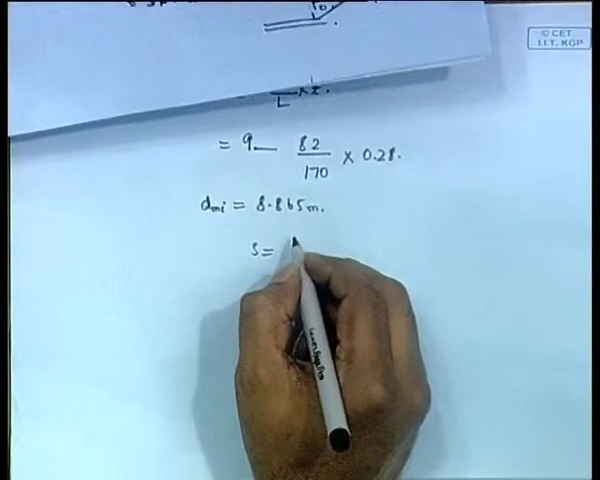 © CET
I.I.T. KGP
L × x.
= 9 — 82/170 × 0.28.
dmi = 8.865m.
S =